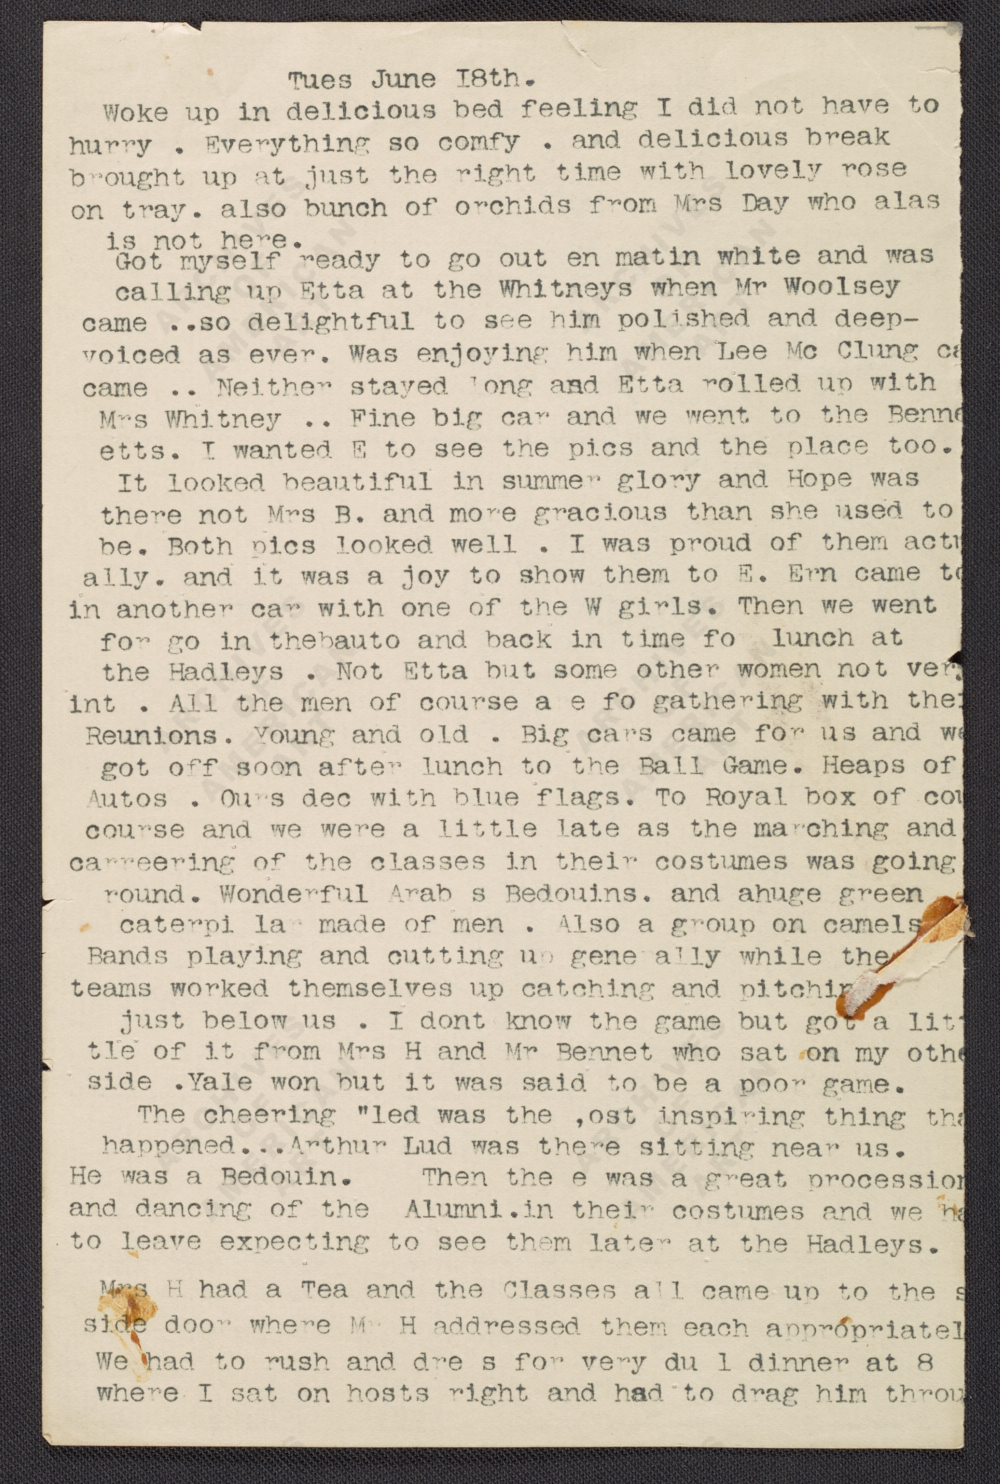 Tues June I8th.
Woke up in delicious bed feeling I did not have to
hurry . Everything so comfy . and delicious break
brought up at just the right time with lovely rose
on tray. also bunch of orchids from Mrs Day who alas
is not here.
Got myself ready to go out en matin white and was
calling up Etta at the Whitneys when Mr Woolsey
came ..so delightful to see him polished and deep-
voiced as ever. Was enjoying him when Lee Mc Clung ca
came .. Neither stayed long and Etta rolled up with
Mrs Whitney .. Fine big car and we went to the Benne
etts. I wanted E to see the pics and the place too.
It looked beautiful in summer glory and Hope was
there not Mrs B. and more gracious than she used to
be. Both pics looked well . I was proud of them actu
ally. and it was a joy to show them to E. Ern came to
in another car with one of the W girls. Then we went
for go in thebauto and back in time fo lunch at
the Hadleys . Not Etta but some other women not very
int . All the men of course a e fo gathering with thei
Reunions. Young and old . Big cars came for us and we
got off soon after lunch to the Ball Game. Heaps of
Autos . Ours dec with blue flags. To Royal box of cou
course and we were a little late as the marching and
carreering of the classes in their costumes was going
round. Wonderful Arab s Bedouins. and ahuge green
caterpi lar made of men . Also a group on camels
Bands playing and cutting up gene ally while the
teams worked themselves up catching and pitchin
just below us . I dont know the game but got a lit
tle of it from Mrs H and Mr Bennet who sat on my othe
side .Yale won but it was said to be a poor game.
The cheering "led was the ,ost inspiring thing tha
happened...Arthur Lud was there sitting near us.
He was a Bedouin. Then the e was a great procession
and dancing of the Alumni.in their costumes and we ha
to leave expecting to see them later at the Hadleys.
Mrs H had a Tea and the Classes all came up to the s
side door where Mr H addressed them each appropriatel
We had to rush and dre s for very du l dinner at 8
where I sat on hosts right and had to drag him throu